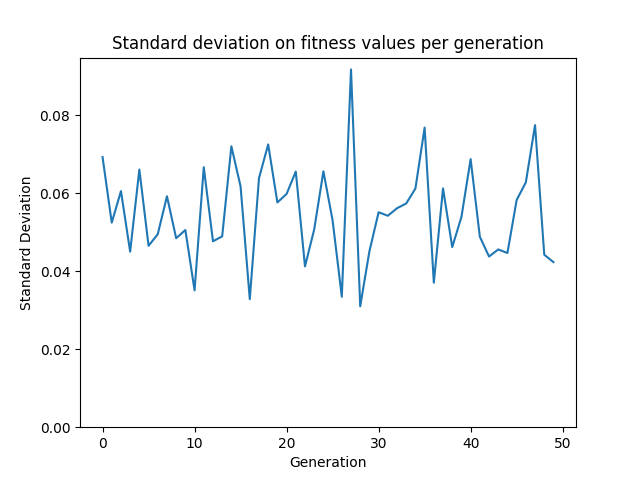 Standard deviation on fitness values per generation
Standard Deviation
0.08
0.06
0.04
0.02
0.00
0 10 20 30 40 50
Generation